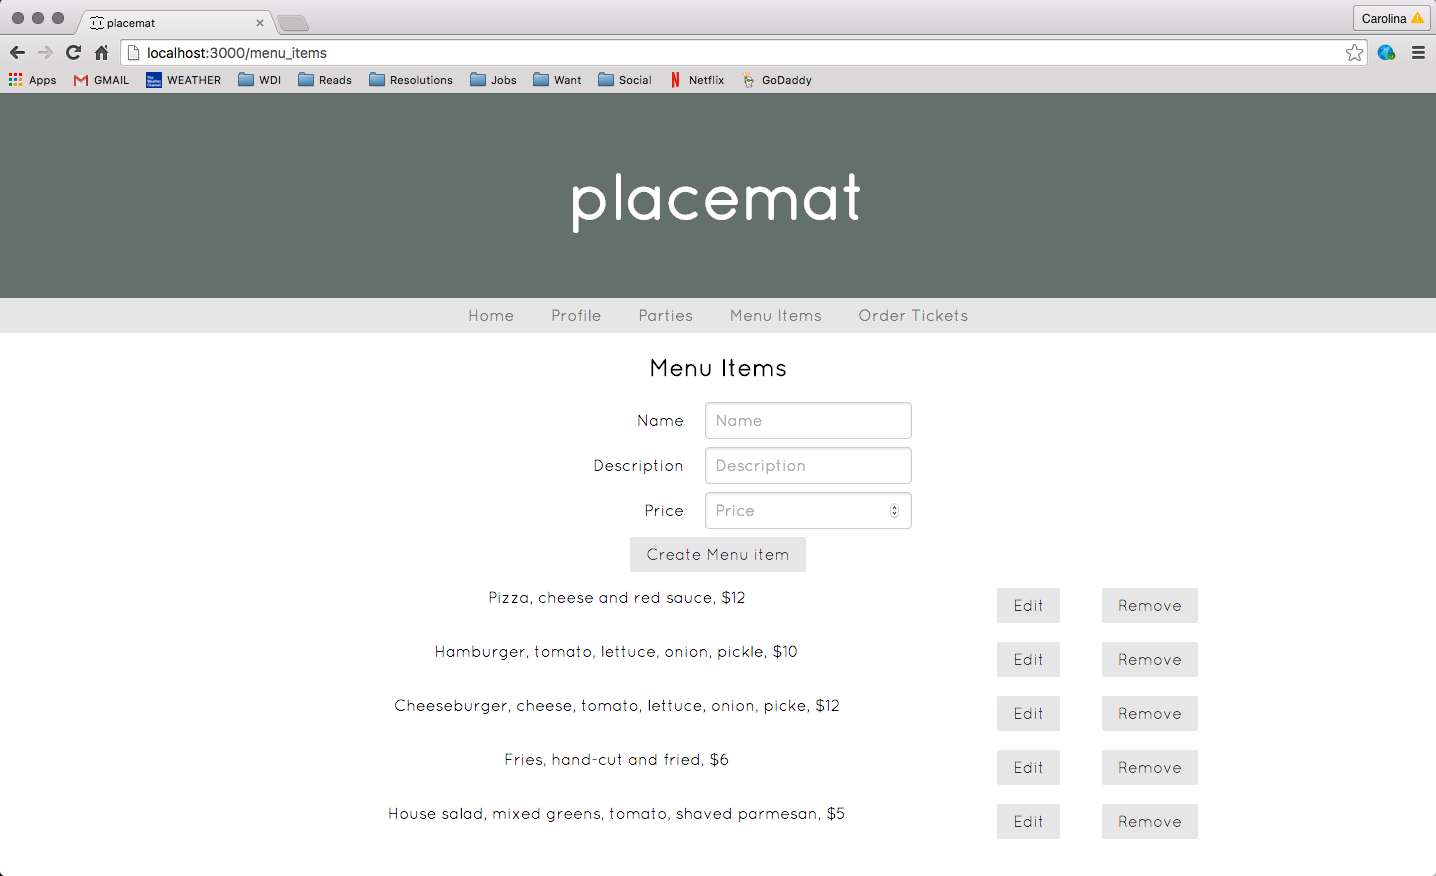 placemat
Carolina
localhost:3000/menu_items
Apps GMAIL WEATHER WDI Reads Resolutions Jobs Want Social Netflix GoDaddy
placemat
Home Profile Parties Menu Items Order Tickets
Menu Items
Name Name
Description Description
Price Price
Create Menu item
Pizza, cheese and red sauce, $12 Edit Remove
Hamburger, tomato, lettuce, onion, pickle, $10 Edit Remove
Cheeseburger, cheese, tomato, lettuce, onion, picke, $12 Edit Remove
Fries, hand-cut and fried, $6 Edit Remove
House salad, mixed greens, tomato, shaved parmesan, $5 Edit Remove